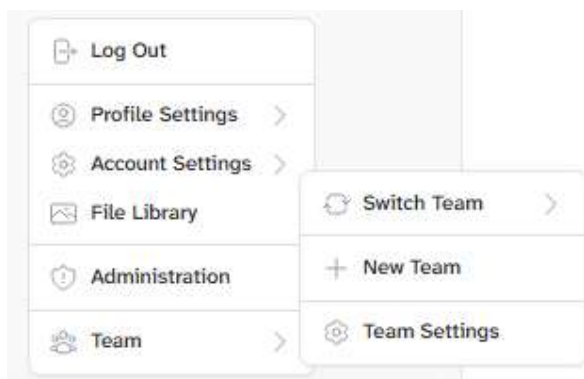 Log Out
Profile Settings
Account Settings
File Library
Administration
Team
Switch Team
New Team
Team Settings